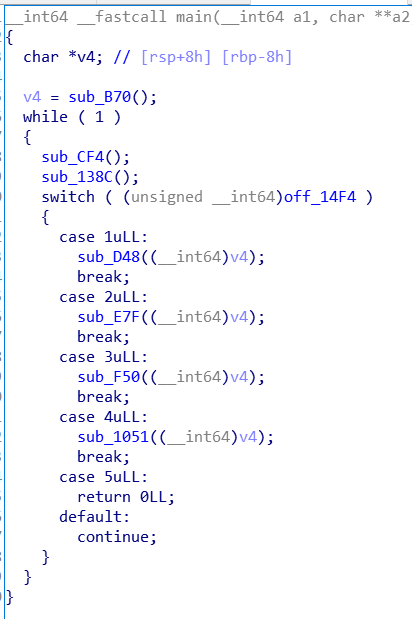 __int64 __fastcall main(__int64 a1, char **a2
{
  char *v4; // [rsp+8h] [rbp-8h]

  v4 = sub_B70();
  while ( 1 )
  {
    sub_CF4();
    sub_138C();
    switch ( (unsigned __int64)off_14F4 )
    {
      case 1uLL:
        sub_D48((__int64)v4);
        break;
      case 2uLL:
        sub_E7F((__int64)v4);
        break;
      case 3uLL:
        sub_F50((__int64)v4);
        break;
      case 4uLL:
        sub_1051((__int64)v4);
        break;
      case 5uLL:
        return 0LL;
      default:
        continue;
    }
  }
}